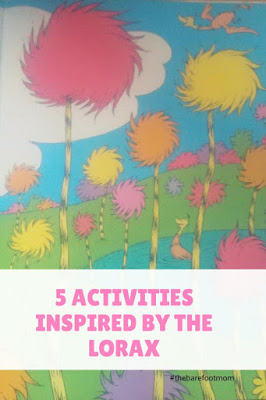 5 ACTIVITIES
INSPIRED BY THE
LORAX
#thebarefootmom